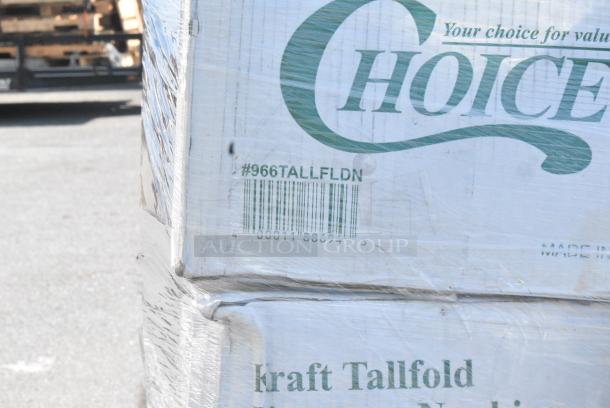 Your choice for valu
CHOICE
#966TALLFLDN
AUCTION GROUP
MADE IN
Kraft Tallfold